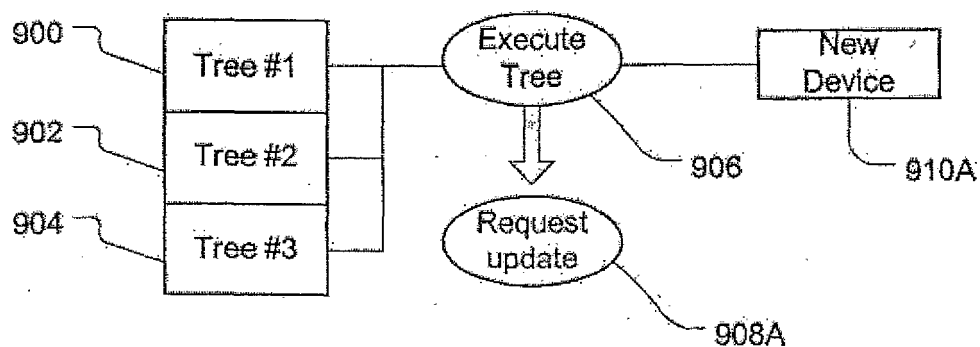 900
Tree #1
902
Tree #2
904
Tree #3
Execute
Tree
906
New
Device
910A
Request
update
908A